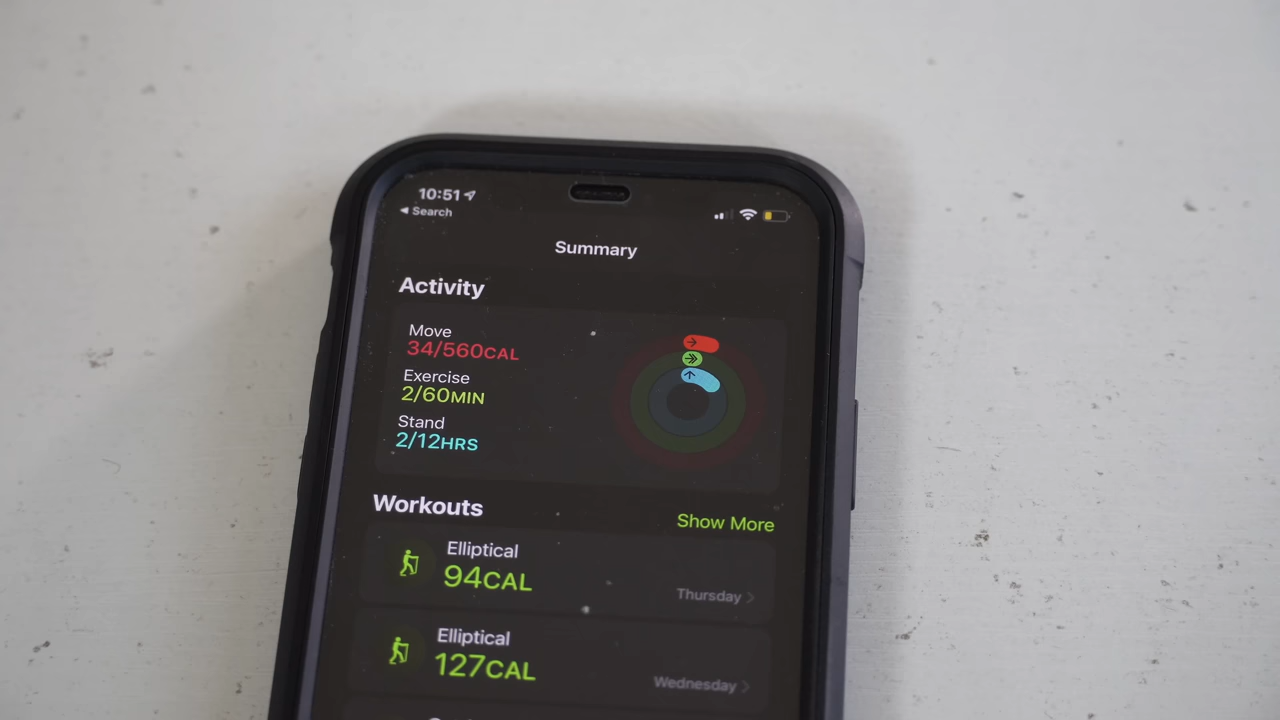 10:51
Search
Summary
Activity
Move
34/560CAL
Exercise
2/60MIN
Stand
2/12HRS
Workouts
Show More
Elliptical
94CAL
Thursday
Elliptical
127CAL
Wednesday